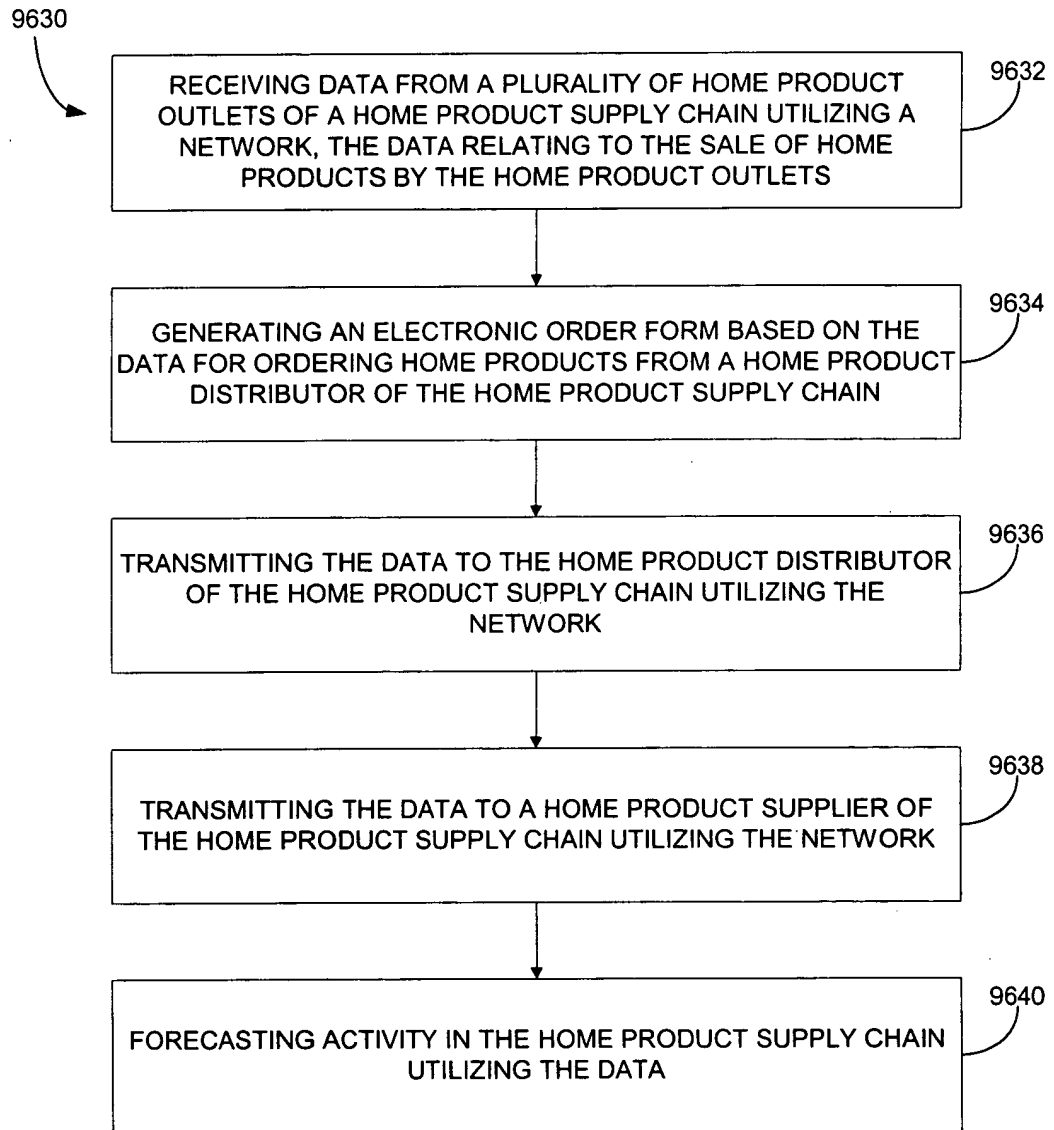 9630
9632
RECEIVING DATA FROM A PLURALITY OF HOME PRODUCT
OUTLETS OF A HOME PRODUCT SUPPLY CHAIN UTILIZING A
NETWORK, THE DATA RELATING TO THE SALE OF HOME
PRODUCTS BY THE HOME PRODUCT OUTLETS
9634
GENERATING AN ELECTRONIC ORDER FORM BASED ON THE
DATA FOR ORDERING HOME PRODUCTS FROM A HOME PRODUCT
DISTRIBUTOR OF THE HOME PRODUCT SUPPLY CHAIN
9636
TRANSMITTING THE DATA TO THE HOME PRODUCT DISTRIBUTOR
OF THE HOME PRODUCT SUPPLY CHAIN UTILIZING THE
NETWORK
9638
TRANSMITTING THE DATA TO A HOME PRODUCT SUPPLIER OF
THE HOME PRODUCT SUPPLY CHAIN UTILIZING THE NETWORK
9640
FORECASTING ACTIVITY IN THE HOME PRODUCT SUPPLY CHAIN
UTILIZING THE DATA